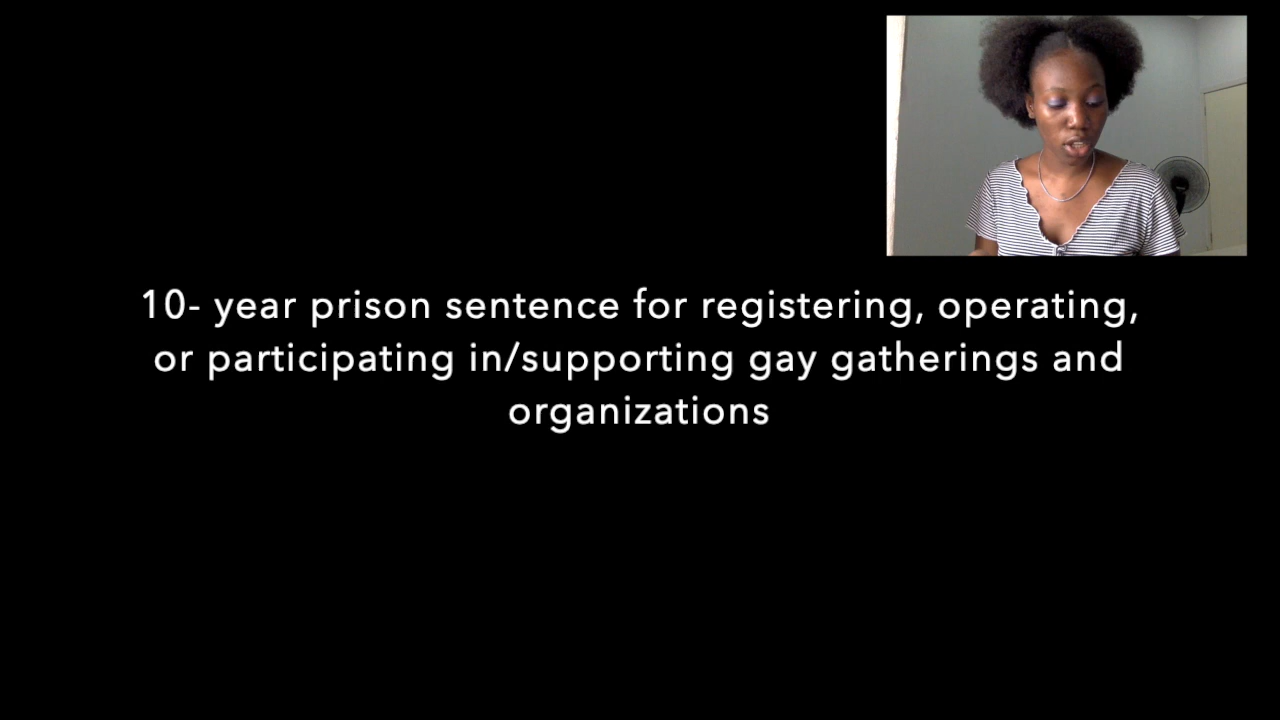 10- year prison sentence for registering, operating,
or participating in/supporting gay gatherings and
organizations